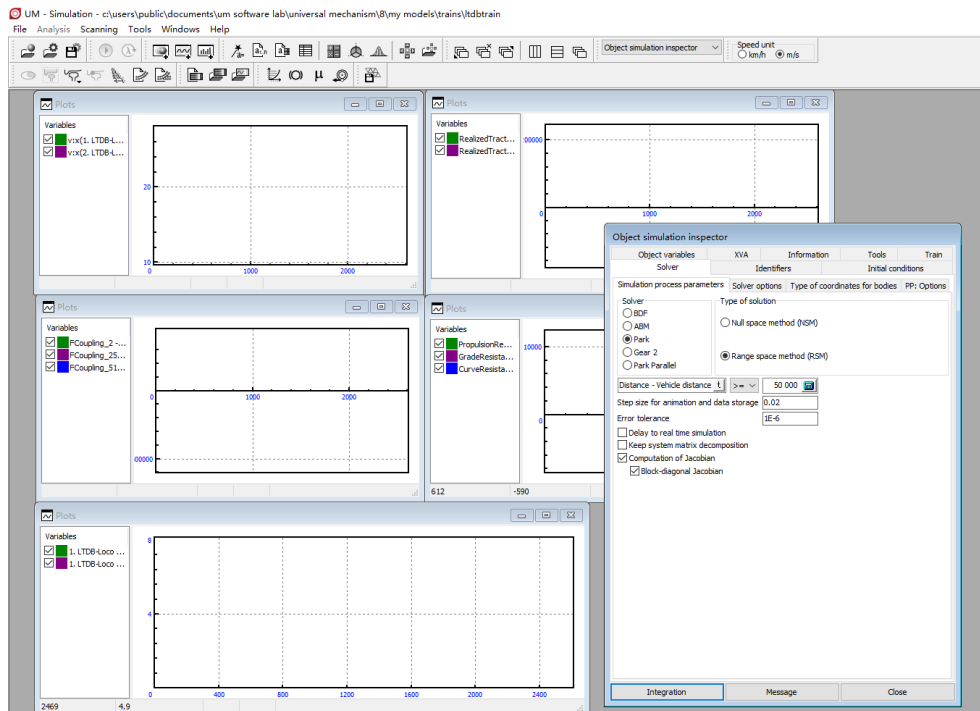 UM - Simulation - c:\users\public\documents\um software lab\universal mechanism\8\my models\trains\ltdbtrain
File Analysis Scanning Tools Windows Help
Object simulation inspector
Speed unit
km/h m/s
Plots
Variables
v:x(1. LTDB-L...
v:x(2. LTDB-L...
20
10
0 1000 2000
Plots
Variables
RealizedTract...
RealizedTract...
00000
0 1000 2000
Plots
Variables
FCoupling_2 -...
FCoupling_25...
FCoupling_51...
0 1000 2000
00000
Plots
Variables
PropulsionRe...
GradeResista...
CurveResista...
10000
0
612 -590
Plots
Variables
1. LTDB-Loco ...
1. LTDB-Loco ...
8
4
0 400 800 1200 1600 2000 2400
2469 4.9
Object simulation inspector
Object variables XVA Information Tools Train
Solver Identifiers Initial conditions
Simulation process parameters Solver options Type of coordinates for bodies PP: Options
Solver
BDF
ABM
Park
Gear 2
Park Parallel
Type of solution
Null space method (NSM)
Range space method (RSM)
Distance - Vehicle distance t >= 50 000
Step size for animation and data storage 0.02
Error tolerance 1E-6
Delay to real time simulation
Keep system matrix decomposition
Computation of Jacobian
Block-diagonal Jacobian
Integration Message Close